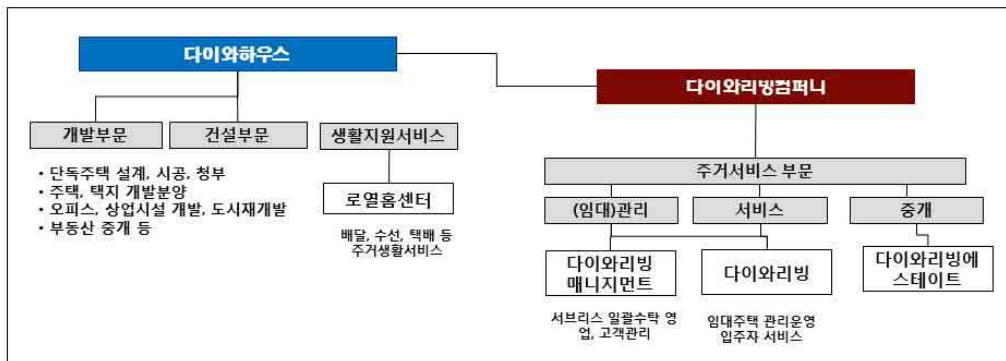 다이와하우스
다이와리빙컴퍼니
개발부문
건설부문
생활지원서비스
• 단독주택 설계, 시공, 청부
• 주택, 택지 개발분양
• 오피스, 상업시설 개발, 도시재개발
• 부동산 중개 등
로열홈센터
배달, 수선, 택배 등
주거생활서비스
주거서비스 부문
(임대)관리
서비스
중개
다이와리빙
매니지먼트
다이와리빙
다이와리빙에
스테이트
서브리스 일괄수탁 영
업, 고객관리
임대주택 관리운영
입주자 서비스